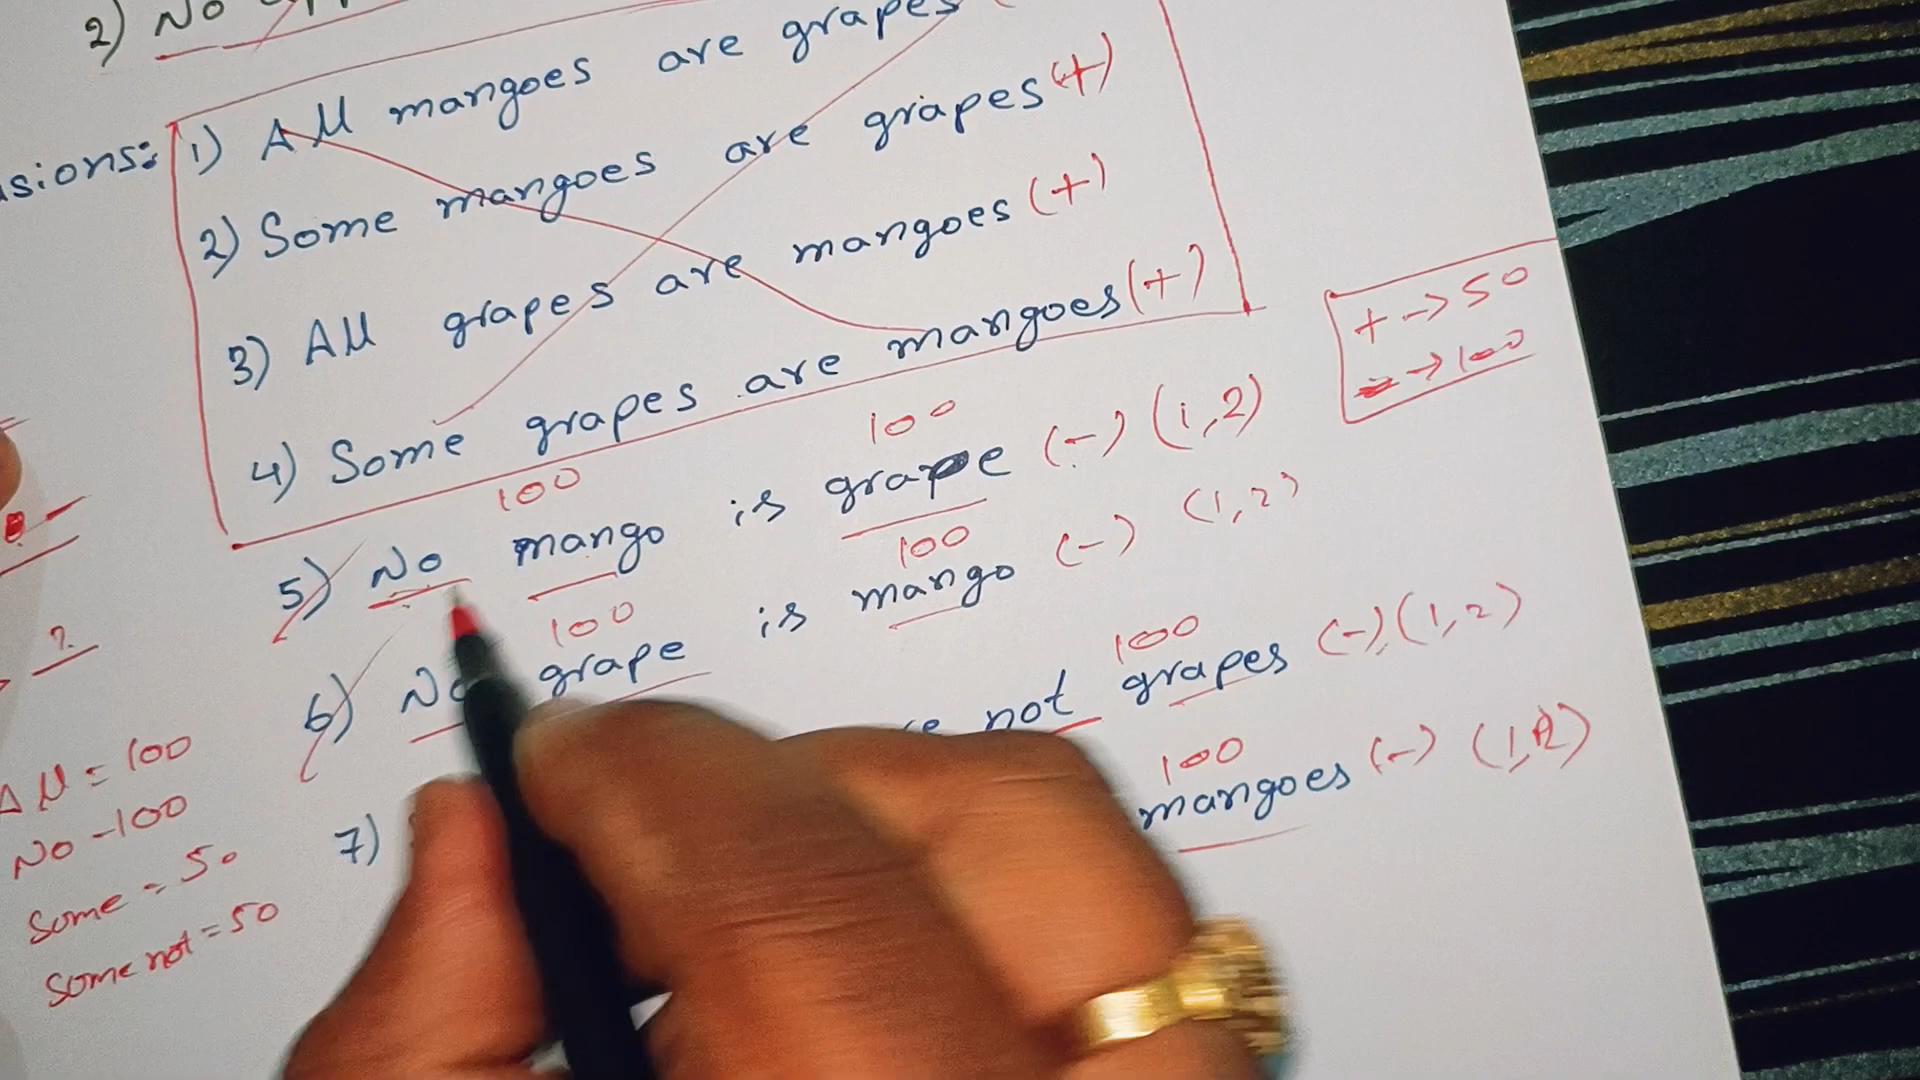 2) No
1) All mangoes are grapes
sions:
2) Some mangoes are grapes (+)
3) All grapes are mangoes (+)
4) Some grapes are mangoes (+)
+ -> 50
- -> 100
100 100
5) No mango is grape (-) (1,2)
100 100
6) No grape is mango (-) (1,2)
?
100
7) not grapes (-) (1,2)
100
mangoes (-) (1,2)
All = 100
No - 100
Some - 50
Some not = 50